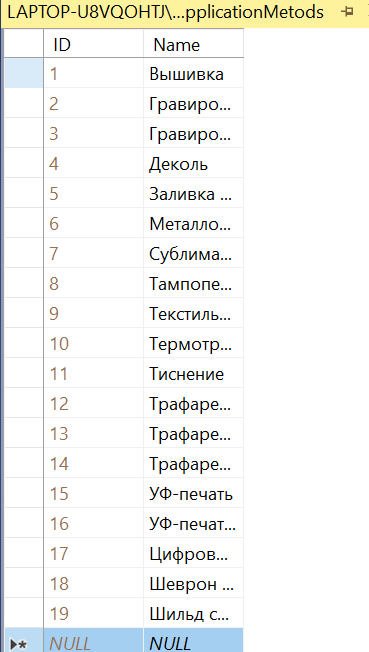 LAPTOP-U8VQOHTJ\...pplicationMetods
ID Name
1 Вышивка
2 Гравиро...
3 Гравиро...
4 Деколь
5 Заливка ...
6 Металло...
7 Сублима...
8 Тампопе...
9 Текстиль...
10 Термотр...
11 Тиснение
12 Трафаре...
13 Трафаре...
14 Трафаре...
15 УФ-печать
16 УФ-печат...
17 Цифров...
18 Шеврон ...
19 Шильд с...
NULL NULL